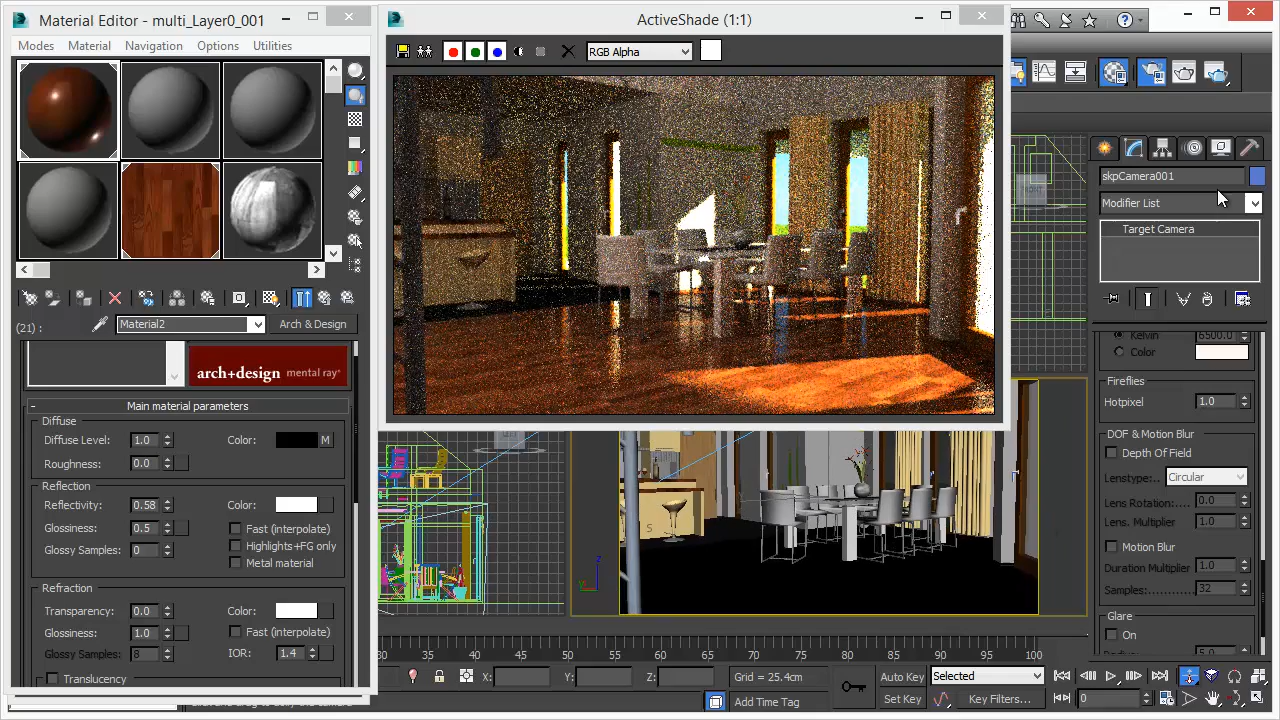 Material Editor - multi_Layer0_001
Modes
Material
Navigation
Options
Utilities
(21) :
Material2
Arch & Design
arch+design mental ray®
- Main material parameters
Diffuse
Diffuse Level: 1.0
Color:
M
Roughness: 0.0
Reflection
Reflectivity: 0.58
Color:
Glossiness: 0.5
Fast (interpolate)
Glossy Samples: 0
Highlights+FG only
Metal material
Refraction
Transparency: 0.0
Color:
Glossiness: 1.0
Fast (interpolate)
Glossy Samples: 8
IOR: 1.4
Translucency
ActiveShade (1:1)
RGB Alpha
skpCamera001
Modifier List
Target Camera
Kelvin 6500.0
Color
Fireflies
Hotpixel 1.0
DOF & Motion Blur
Depth Of Field
Lenstype:.. Circular
Lens Rotation:.... 0.0
Lens. Multiplier 1.0
Motion Blur
Duration Multiplier 1.0
Samples:........... 32
Glare
On
5.0
FRONT
30 35 40 45 50 55 60 65 70 75 80 85 90 95 100
X:
Y:
Z:
Grid = 25.4cm
Add Time Tag
Auto Key
Selected
Set Key
Key Filters...
0